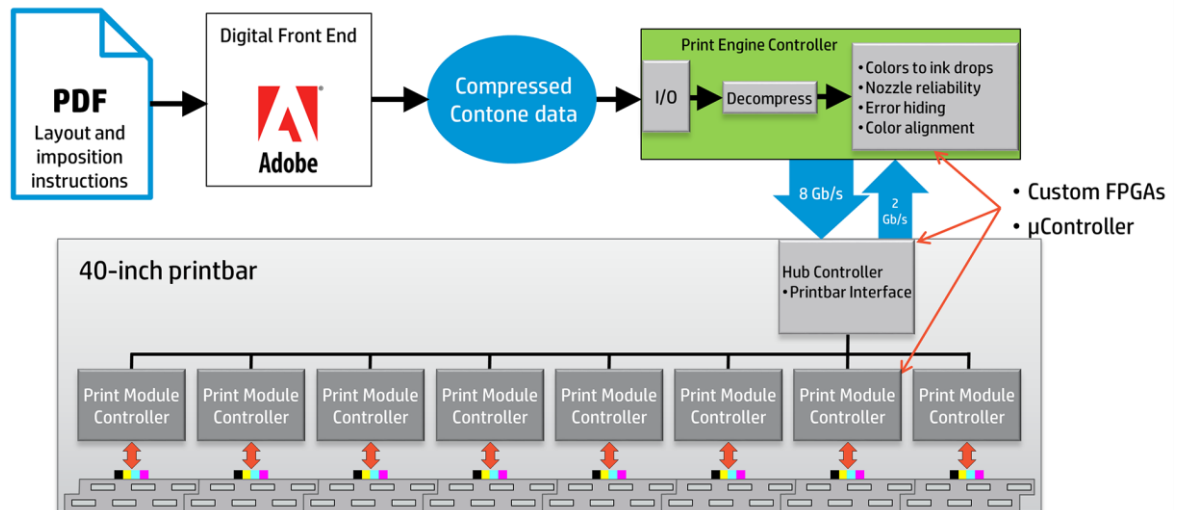 PDF
Layout and
imposition
instructions
Digital Front End
Adobe
Compressed
Contone data
Print Engine Controller
I/O
Decompress
•Colors to ink drops
•Nozzle reliability
•Error hiding
•Color alignment
8 Gb/s
2
Gb/s
• Custom FPGAs
• µController
40-inch printbar
Hub Controller
•Printbar Interface
Print Module
Controller
Print Module
Controller
Print Module
Controller
Print Module
Controller
Print Module
Controller
Print Module
Controller
Print Module
Controller
Print Module
Controller